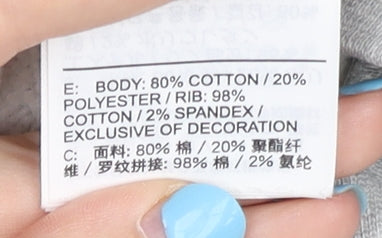 E: BODY: 80% COTTON / 20%
POLYESTER / RIB: 98%
COTTON / 2% SPANDEX /
EXCLUSIVE OF DECORATION
C: 面料: 80% 棉 / 20% 聚酯纤
维 / 罗纹拼接: 98% 棉 / 2% 氨纶